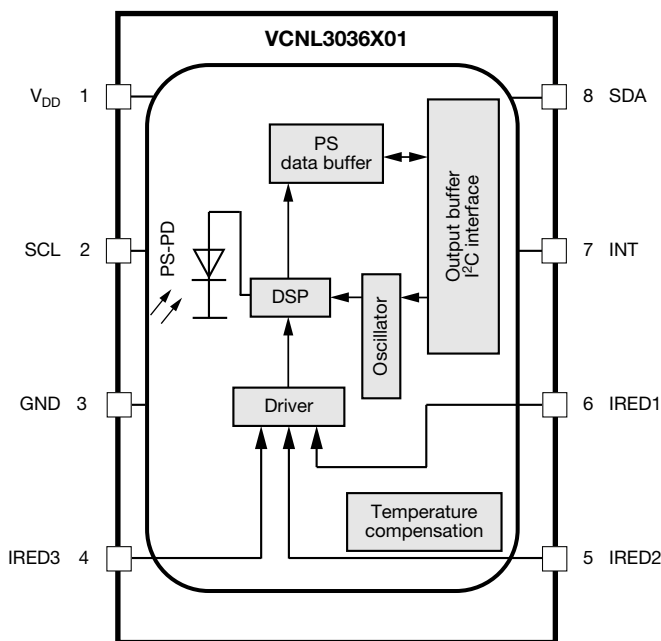 VCNL3036X01
VDD 1
8 SDA
PS
data buffer
Output buffer
I²C interface
SCL 2
PS-PD
7 INT
DSP
Oscillator
GND 3
Driver
6 IRED1
Temperature
compensation
IRED3 4
5 IRED2